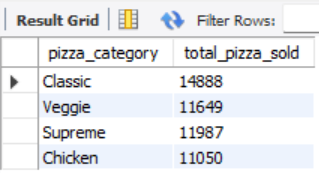 Result Grid Filter Rows:
pizza_category total_pizza_sold
Classic 14888
Veggie 11649
Supreme 11987
Chicken 11050